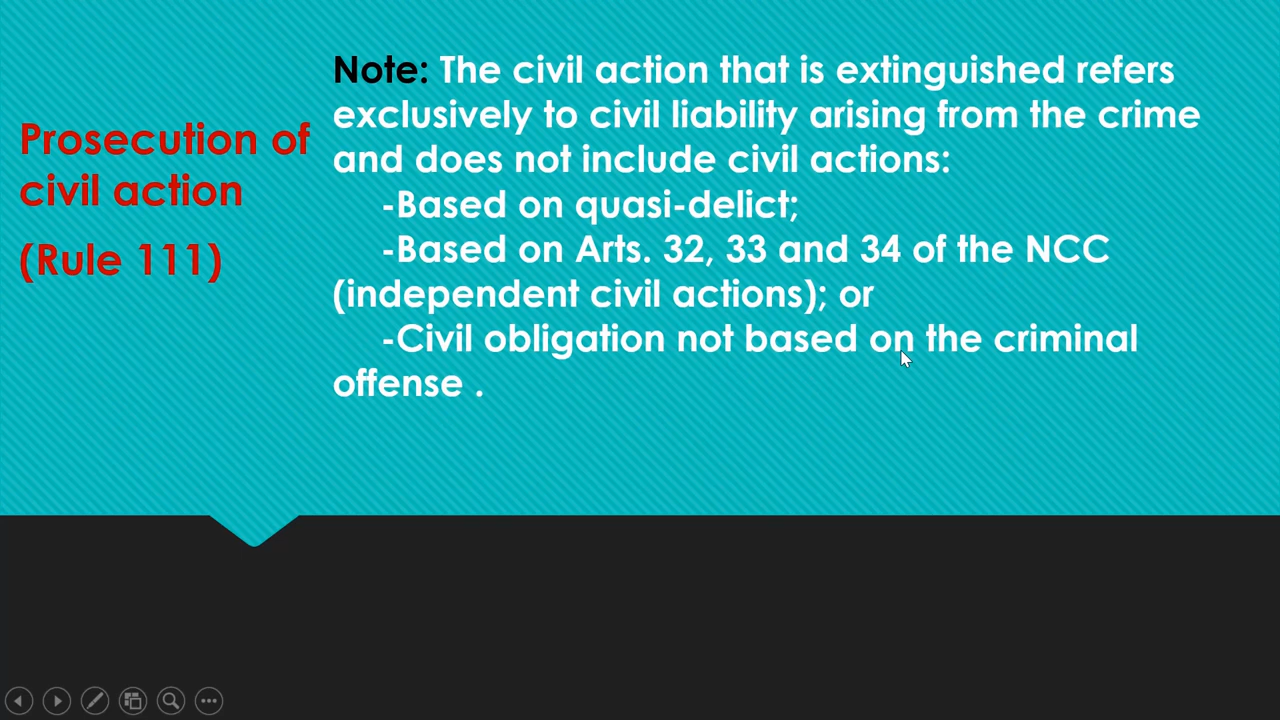 Prosecution of
civil action
(Rule 111)
Note: The civil action that is extinguished refers
exclusively to civil liability arising from the crime
and does not include civil actions:
-Based on quasi-delict;
-Based on Arts. 32, 33 and 34 of the NCC
(independent civil actions); or
-Civil obligation not based on the criminal
offense .